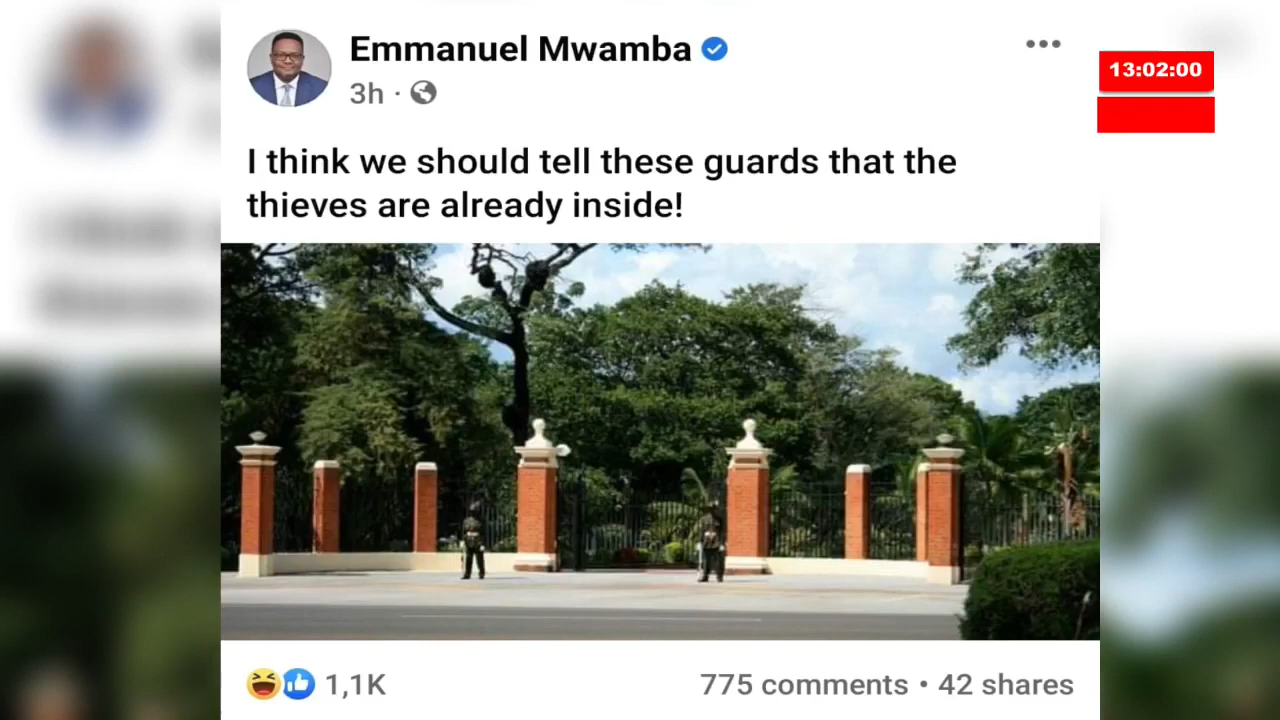 Emmanuel Mwamba
3h ·
13:02:00
I think we should tell these guards that the
thieves are already inside!
1,1K
775 comments • 42 shares